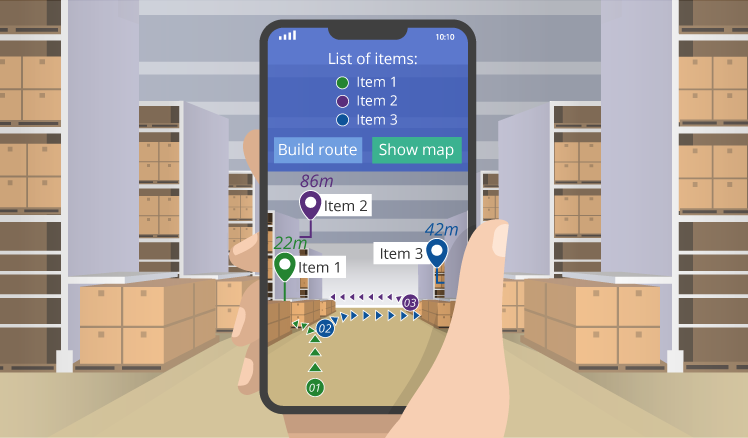 10:10
List of items:
Item 1
Item 2
Item 3
Build route
Show map
86m
Item 2
42m
22m
Item 3
Item 1
03
02
01